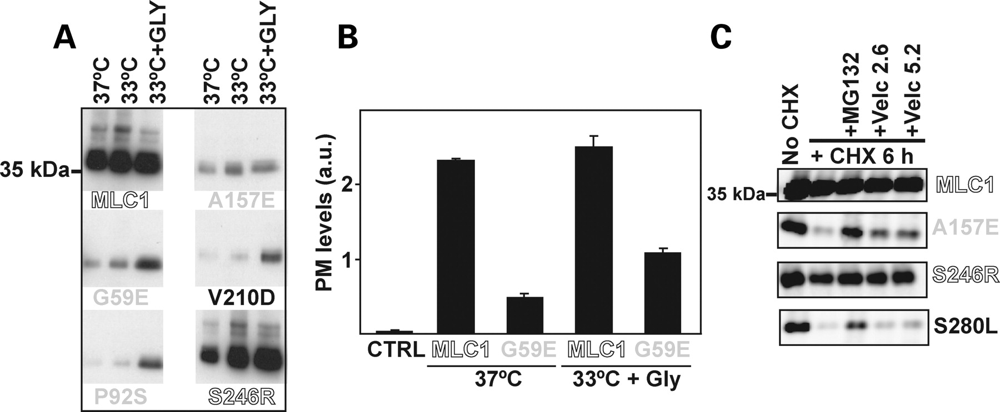 A
37ºC 33ºC 33ºC+GLY 37ºC 33ºC 33ºC+GLY
35 kDa
MLC1 A157E
G59E V210D
P92S S246R
B
PM levels (a.u.)
2
1
CTRL MLC1 G59E MLC1 G59E
37ºC 33ºC + Gly
C
No CHX +MG132 +Velc 2.6 +Velc 5.2
+ CHX 6 h
35 kDa MLC1
A157E
S246R
S280L